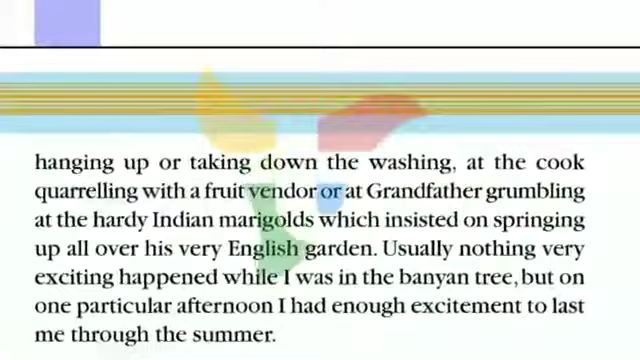 hanging up or taking down the washing, at the cook
quarrelling with a fruit vendor or at Grandfather grumbling
at the hardy Indian marigolds which insisted on springing
up all over his very English garden. Usually nothing very
exciting happened while I was in the banyan tree, but on
one particular afternoon I had enough excitement to last
me through the summer.